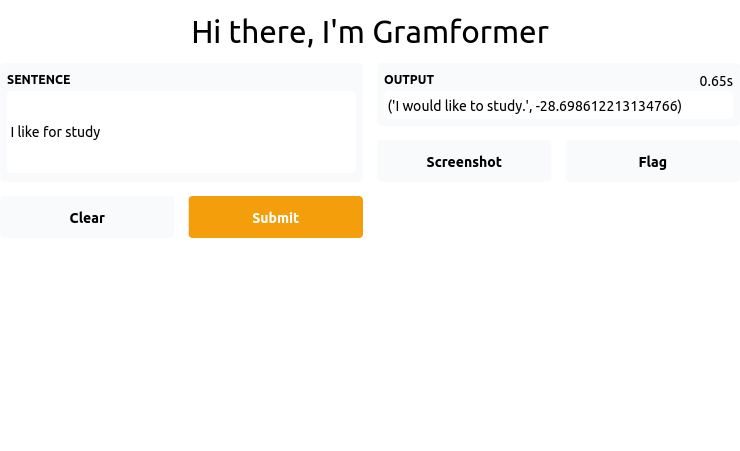 Hi there, I'm Gramformer
SENTENCE
I like for study
Clear
Submit
OUTPUT
0.65s
('I would like to study.', -28.698612213134766)
Screenshot
Flag